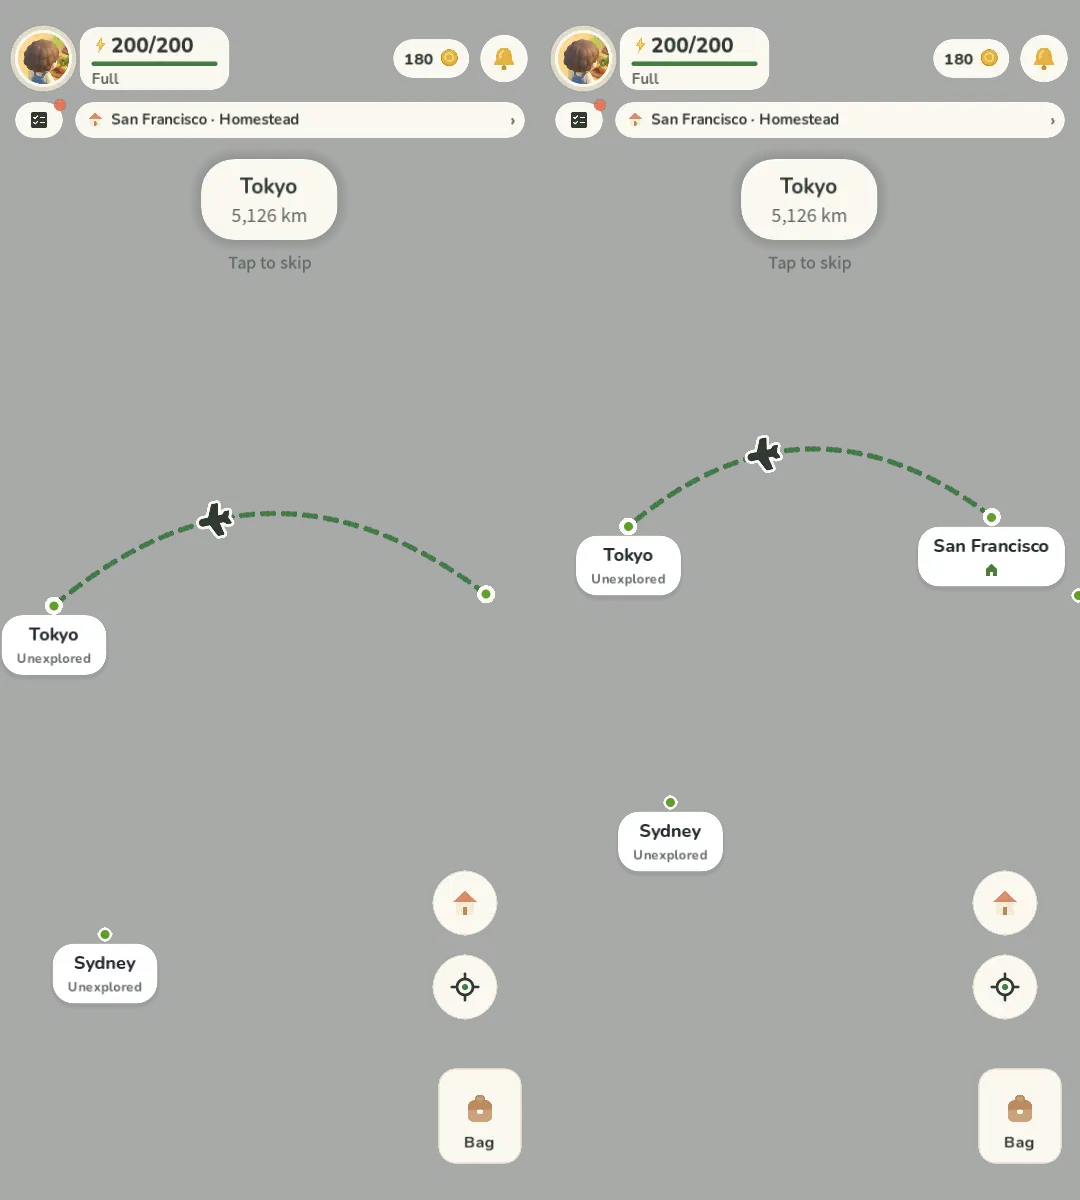 200/200
Full
180
San Francisco · Homestead ›
Tokyo
5,126 km
Tap to skip
Tokyo
Unexplored
Sydney
Unexplored
Bag
200/200
Full
180
San Francisco · Homestead ›
Tokyo
5,126 km
Tap to skip
Tokyo
Unexplored
San Francisco
Sydney
Unexplored
Bag